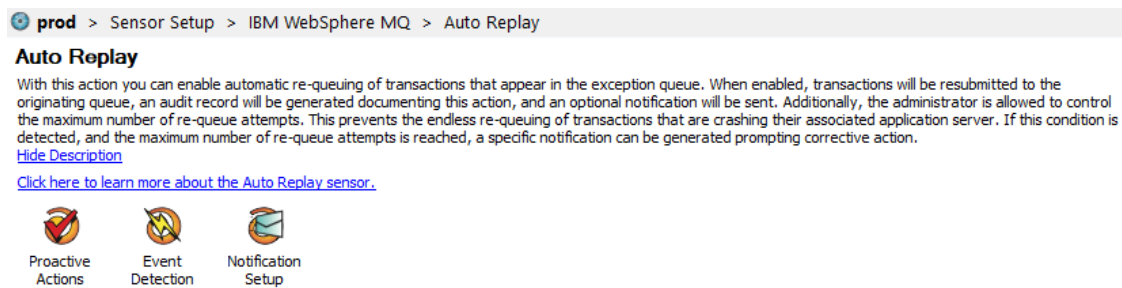 prod > Sensor Setup > IBM WebSphere MQ > Auto Replay
Auto Replay
With this action you can enable automatic re-queuing of transactions that appear in the exception queue. When enabled, transactions will be resubmitted to the
originating queue, an audit record will be generated documenting this action, and an optional notification will be sent. Additionally, the administrator is allowed to control
the maximum number of re-queue attempts. This prevents the endless re-queuing of transactions that are crashing their associated application server. If this condition is
detected, and the maximum number of re-queue attempts is reached, a specific notification can be generated prompting corrective action.
Hide Description
Click here to learn more about the Auto Replay sensor.
Proactive Event Notification
Actions Detection Setup